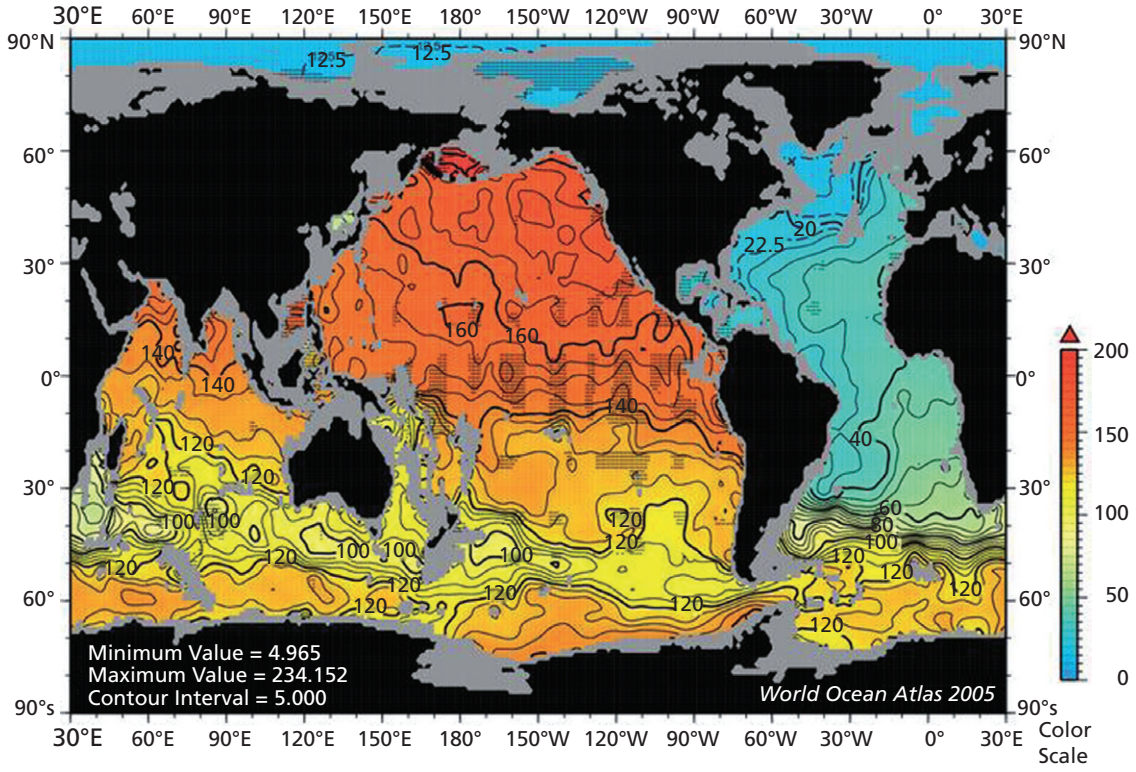 30°E 60°E 90°E 120°E 150°E 180° 150°W 120°W 90°W 60°W 30°W 0° 30°E
90°N 90°N
12.5 12.5
60° 60°
20
22.5
30° 30°
160 160
140
200
0° 140 0°
140
150
40
120
120 120 30° 30°
60
100 100 120 80 100
120 100 100 100 120 100
120 120 120
120 120 120
120 120 120 50
60° 60°
120
Minimum Value = 4.965
Maximum Value = 234.152 0
Contour Interval = 5.000 World Ocean Atlas 2005
90°s 90°s
30°E 60°E 90°E 120°E 150°E 180° 150°W 120°W 90°W 60°W 30°W 0° 30°E
Color
Scale